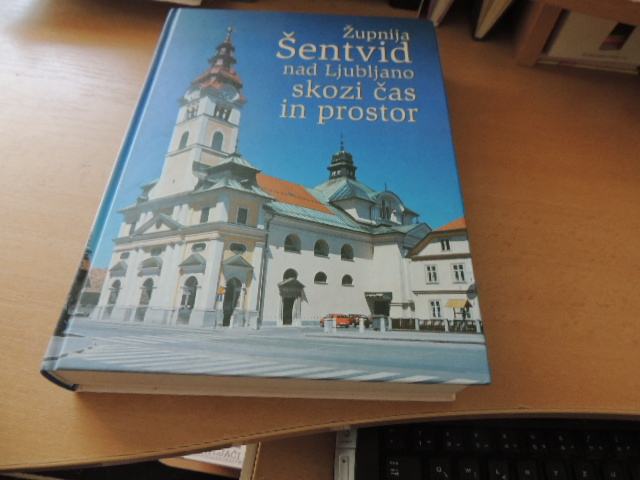 Župnija
Šentvid
nad Ljubljano
skozi čas
in prostor